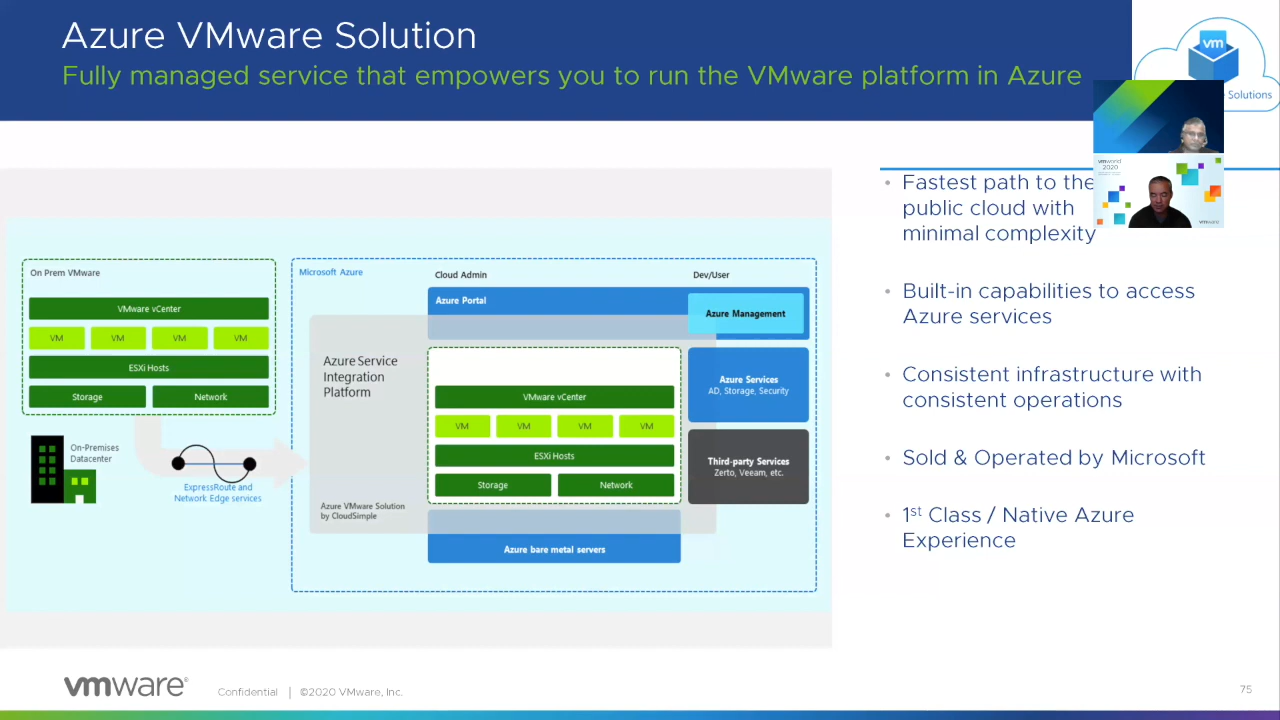 Azure VMware Solution
Fully managed service that empowers you to run the VMware platform in Azure
vm
Solutions
vmworld
2020
vmware
On Prem VMware
VMware vCenter
VM VM VM VM
ESXi Hosts
Storage Network
On-Premises
Datacenter
ExpressRoute and
Network Edge services
Microsoft Azure
Cloud Admin
Dev/User
Azure Portal
Azure Management
Azure Service
Integration
Platform
VMware vCenter
VM VM VM VM
ESXi Hosts
Storage Network
Azure VMware Solution
by CloudSimple
Azure bare metal servers
Azure Services
AD, Storage, Security
Third-party Services
Zerto, Veeam, etc.
• Fastest path to the
public cloud with
minimal complexity
• Built-in capabilities to access
Azure services
• Consistent infrastructure with
consistent operations
• Sold & Operated by Microsoft
• 1st Class / Native Azure
Experience
vmware®
Confidential | ©2020 VMware, Inc.
75